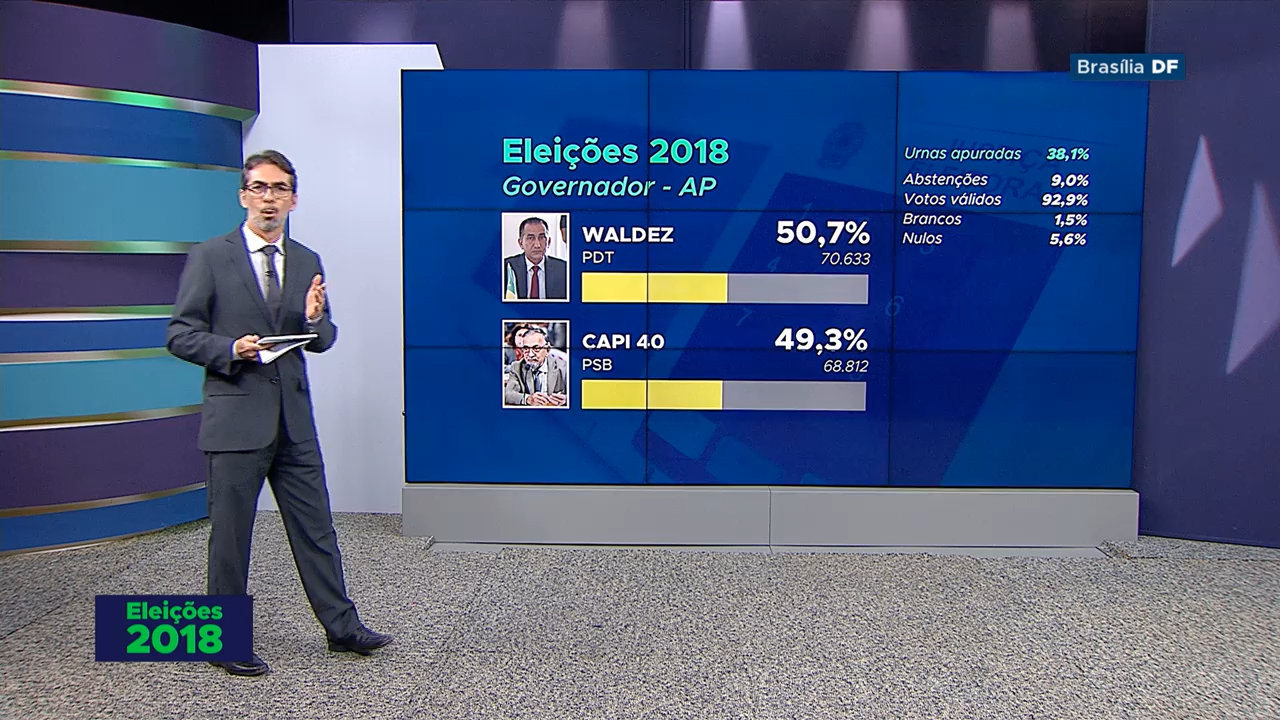 Brasília DF
Eleições 2018
Governador - AP
WALDEZ 50,7%
PDT 70.633
CAPI 40 49,3%
PSB 68.812
Urnas apuradas 38,1%
Abstenções 9,0%
Votos válidos 92,9%
Brancos 1,5%
Nulos 5,6%
Eleições
2018